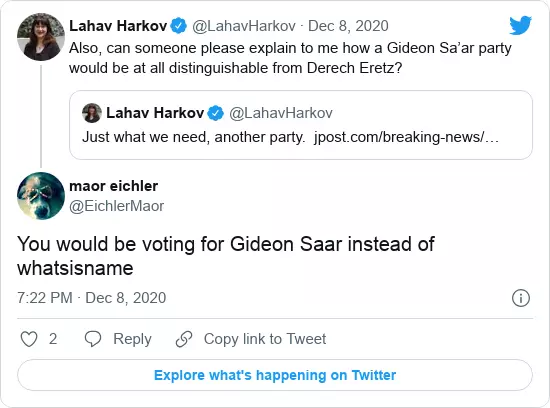 Lahav Harkov @LahavHarkov · Dec 8, 2020
Also, can someone please explain to me how a Gideon Sa’ar party
would be at all distinguishable from Derech Eretz?
Lahav Harkov @LahavHarkov
Just what we need, another party. jpost.com/breaking-news/…
maor eichler
@EichlerMaor
You would be voting for Gideon Saar instead of
whatsisname
7:22 PM · Dec 8, 2020
2 Reply Copy link to Tweet
Explore what's happening on Twitter